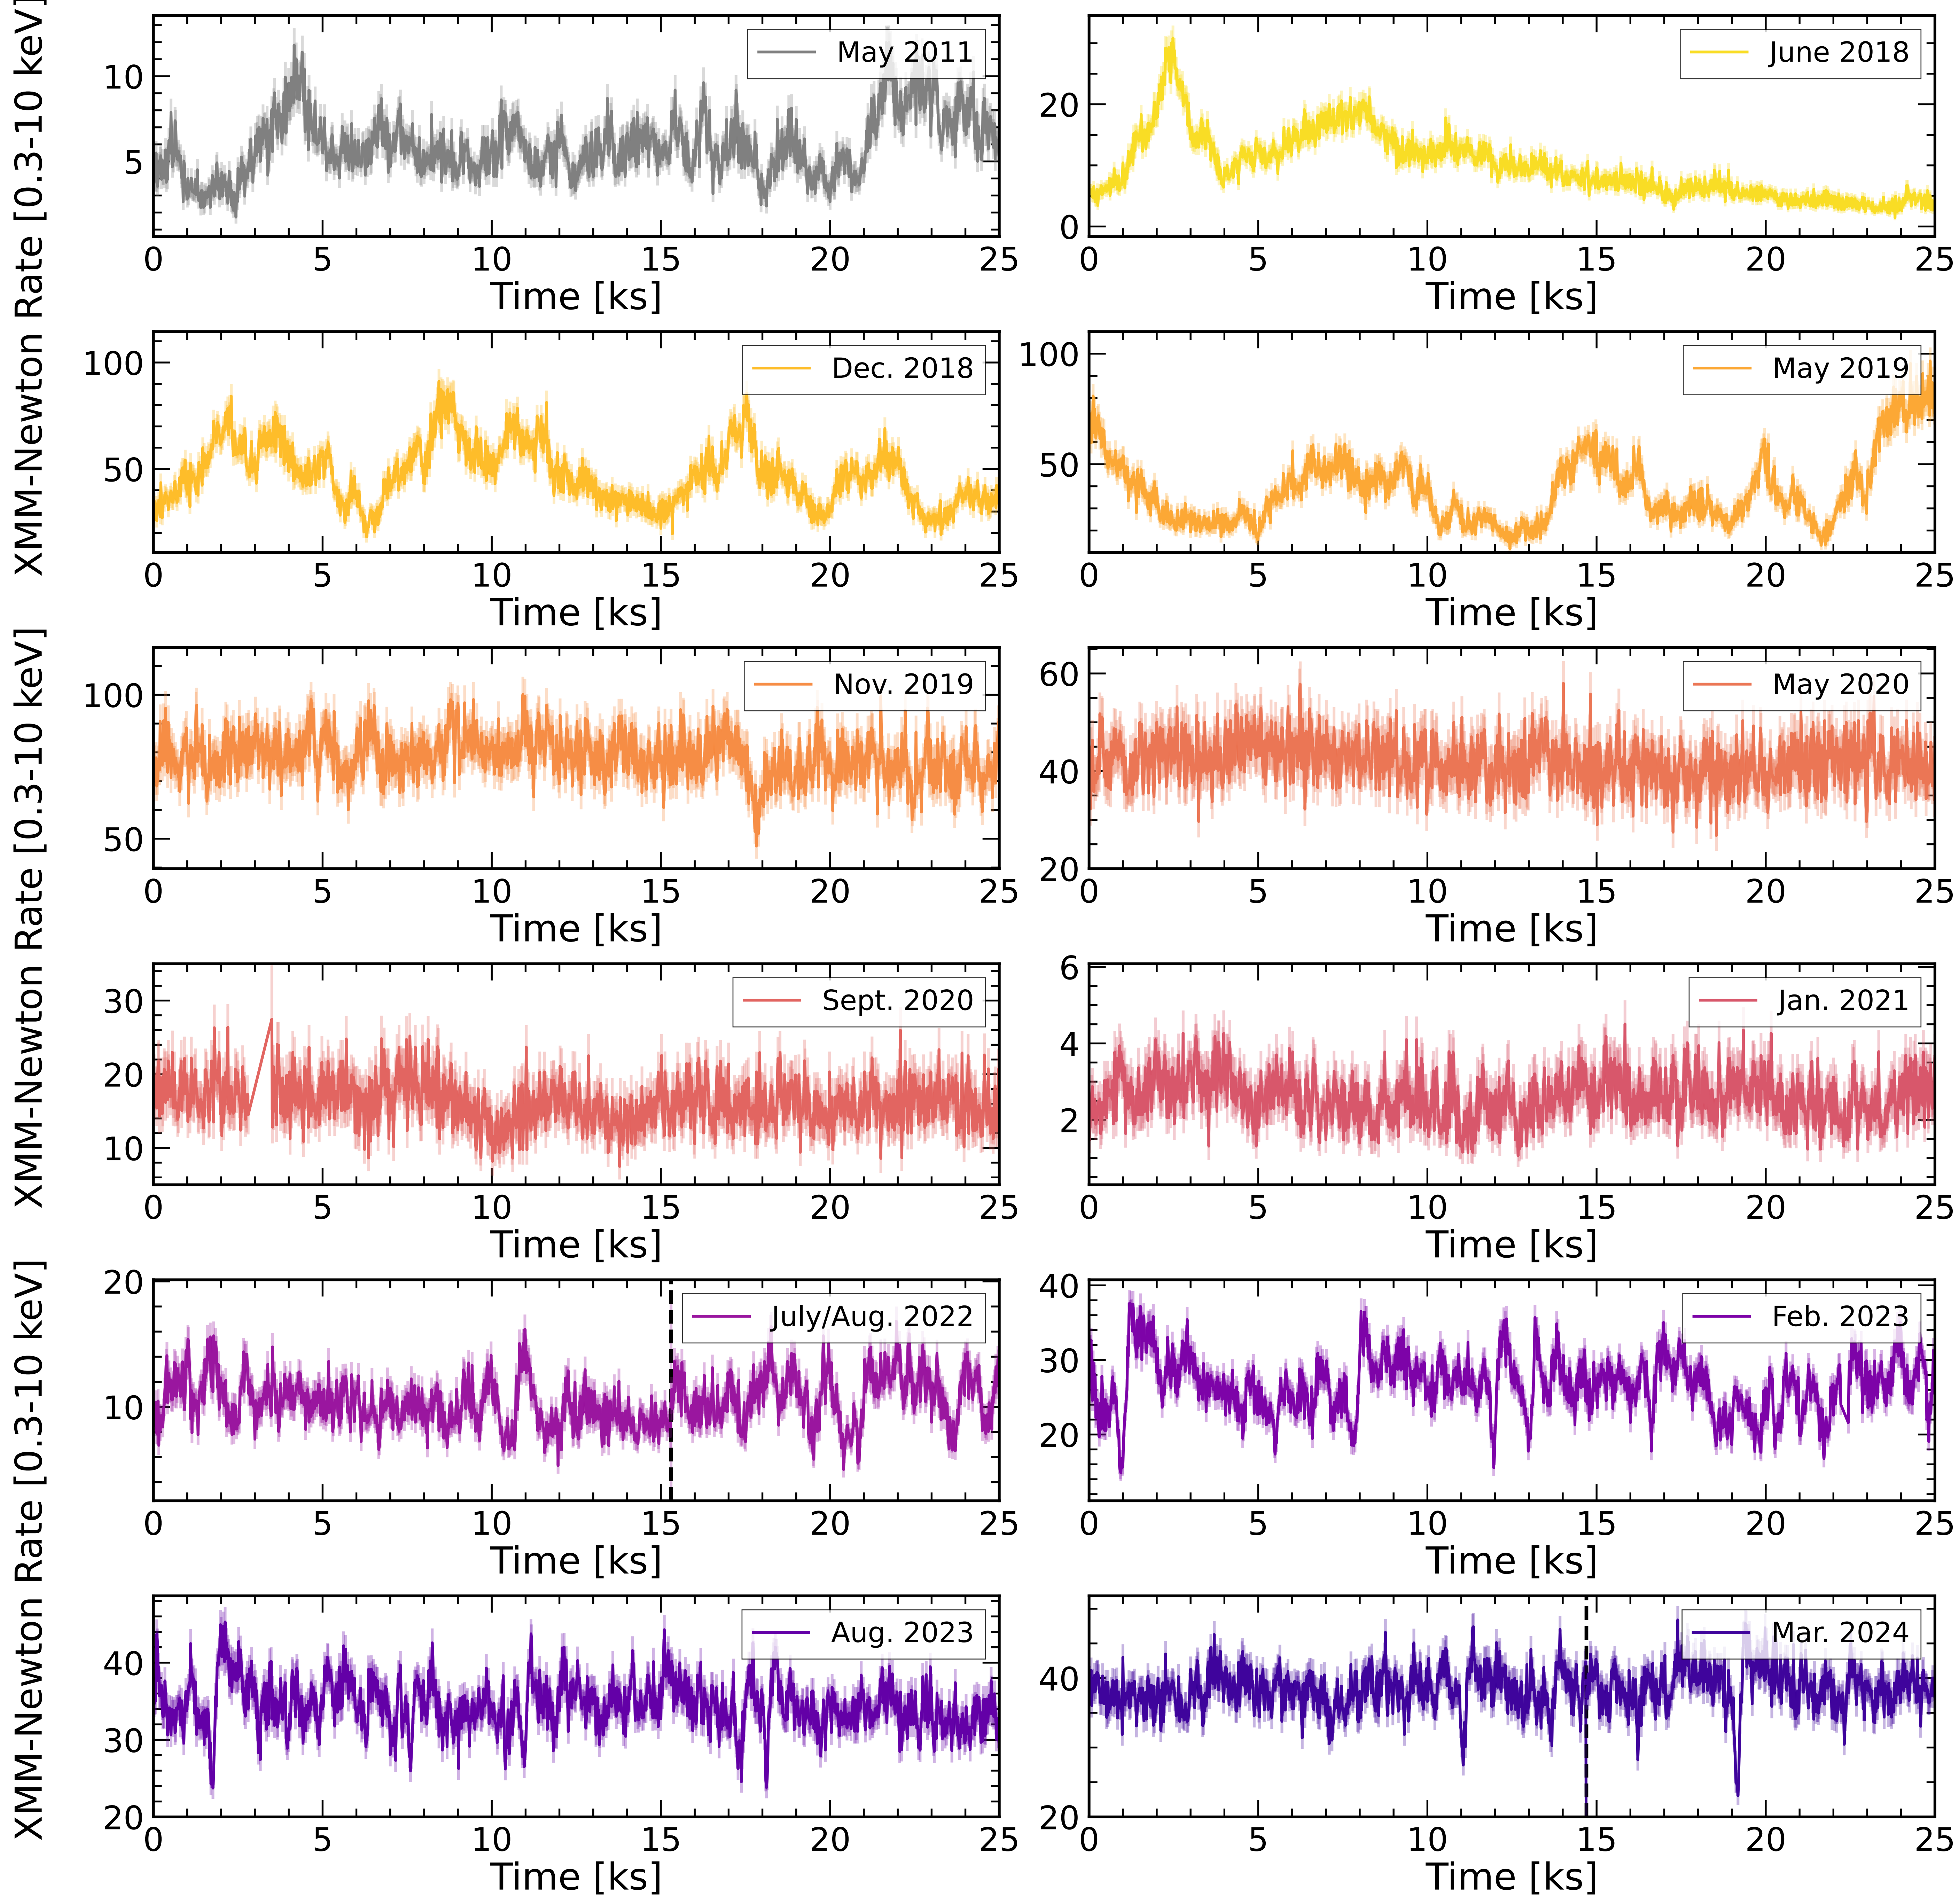 XMM-Newton Rate [0.3-10 keV]
10
5
May 2011
0 5 10 15 20 25
Time [ks]
20
10
0
June 2018
0 5 10 15 20 25
Time [ks]
100
50
Dec. 2018
0 5 10 15 20 25
Time [ks]
100
50
May 2019
0 5 10 15 20 25
Time [ks]
XMM-Newton Rate [0.3-10 keV]
100
50
Nov. 2019
0 5 10 15 20 25
Time [ks]
60
40
20
May 2020
0 5 10 15 20 25
Time [ks]
30
20
10
Sept. 2020
0 5 10 15 20 25
Time [ks]
6
4
2
Jan. 2021
0 5 10 15 20 25
Time [ks]
XMM-Newton Rate [0.3-10 keV]
20
10
July/Aug. 2022
0 5 10 15 20 25
Time [ks]
40
30
20
Feb. 2023
0 5 10 15 20 25
Time [ks]
40
30
20
Aug. 2023
0 5 10 15 20 25
Time [ks]
40
20
Mar. 2024
0 5 10 15 20 25
Time [ks]